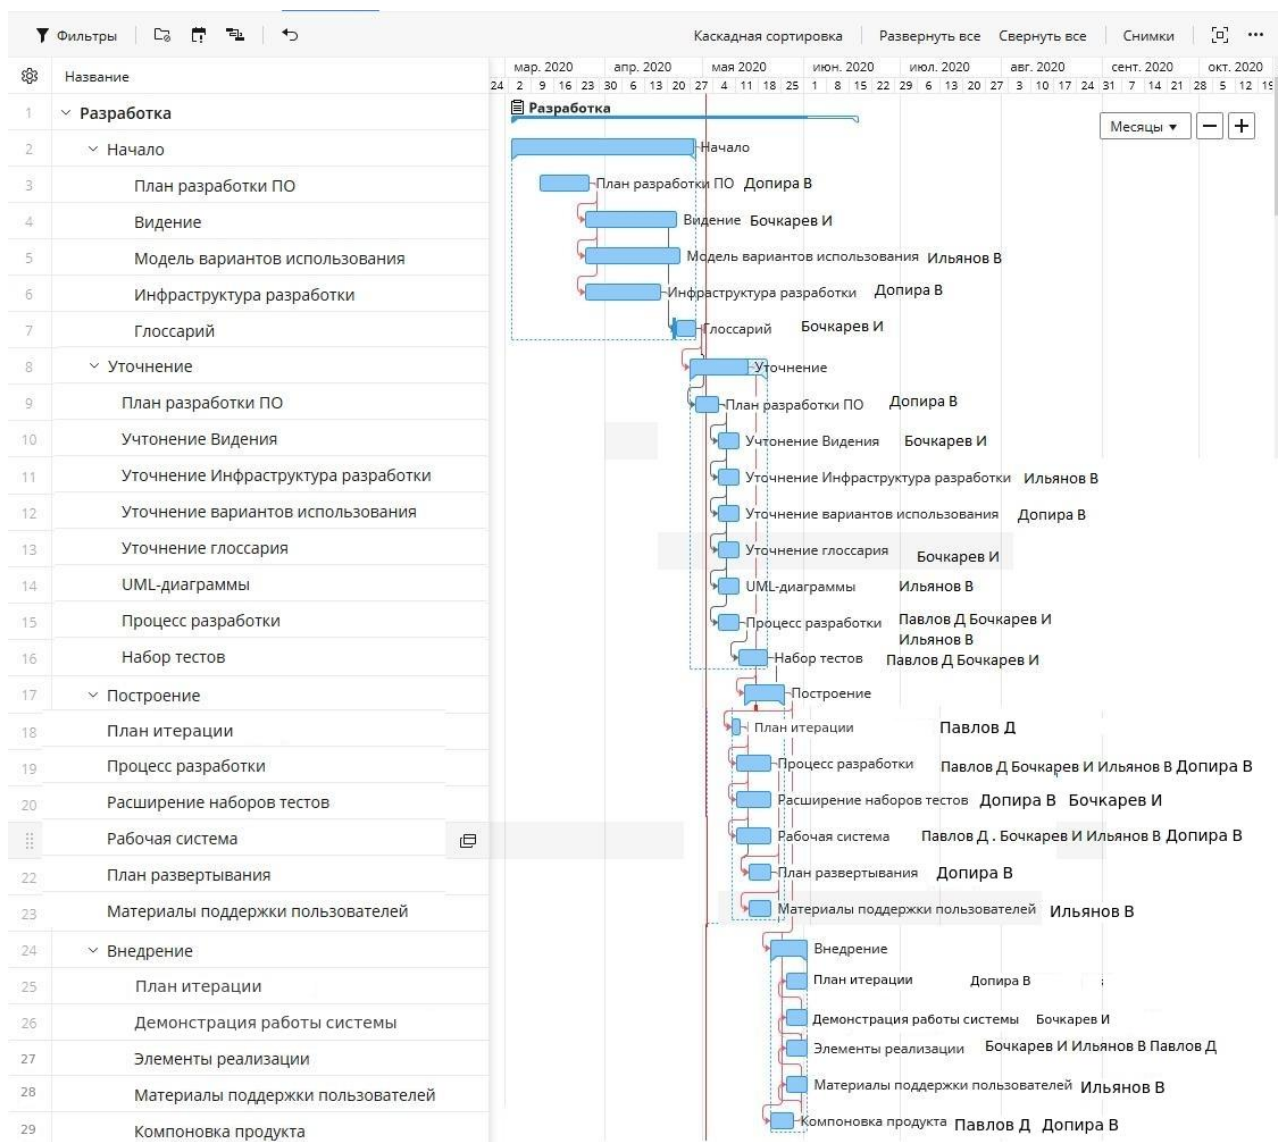 Фильтры
Каскадная сортировка Развернуть все Свернуть все Снимки
Название
мар. 2020 апр. 2020 мая 2020 июн. 2020 июл. 2020 авг. 2020 сент. 2020 окт. 2020
24 2 9 16 23 30 6 13 20 27 4 11 18 25 1 8 15 22 29 6 13 20 27 3 10 17 24 31 7 14 21 28 5 12 19
Месяцы
1 Разработка Разработка
2 Начало Начало
3 План разработки ПО План разработки ПО Допира В
4 Видение Видение Бочкарев И
5 Модель вариантов использования Модель вариантов использования Ильянов В
6 Инфраструктура разработки Инфраструктура разработки Допира В
7 Глоссарий Глоссарий Бочкарев И
8 Уточнение Уточнение
9 План разработки ПО План разработки ПО Допира В
10 Учтонение Видения Учтонение Видения Бочкарев И
11 Уточнение Инфраструктура разработки Уточнение Инфраструктура разработки Ильянов В
12 Уточнение вариантов использования Уточнение вариантов использования Допира В
13 Уточнение глоссария Уточнение глоссария Бочкарев И
14 UML-диаграммы UML-диаграммы Ильянов В
15 Процесс разработки Процесс разработки Павлов Д Бочкарев И
Ильянов В
16 Набор тестов Набор тестов Павлов Д Бочкарев И
17 Построение Построение
18 План итерации План итерации Павлов Д
19 Процесс разработки Процесс разработки Павлов Д Бочкарев И Ильянов В Допира В
20 Расширение наборов тестов Расширение наборов тестов Допира В Бочкарев И
Рабочая система Рабочая система Павлов Д . Бочкарев И Ильянов В Допира В
22 План развертывания План развертывания Допира В
23 Материалы поддержки пользователей Материалы поддержки пользователей Ильянов В
24 Внедрение Внедрение
25 План итерации План итерации Допира В
26 Демонстрация работы системы Демонстрация работы системы Бочкарев И
27 Элементы реализации Элементы реализации Бочкарев И Ильянов В Павлов Д
28 Материалы поддержки пользователей Материалы поддержки пользователей Ильянов В
29 Компоновка продукта Компоновка продукта Павлов Д Допира В